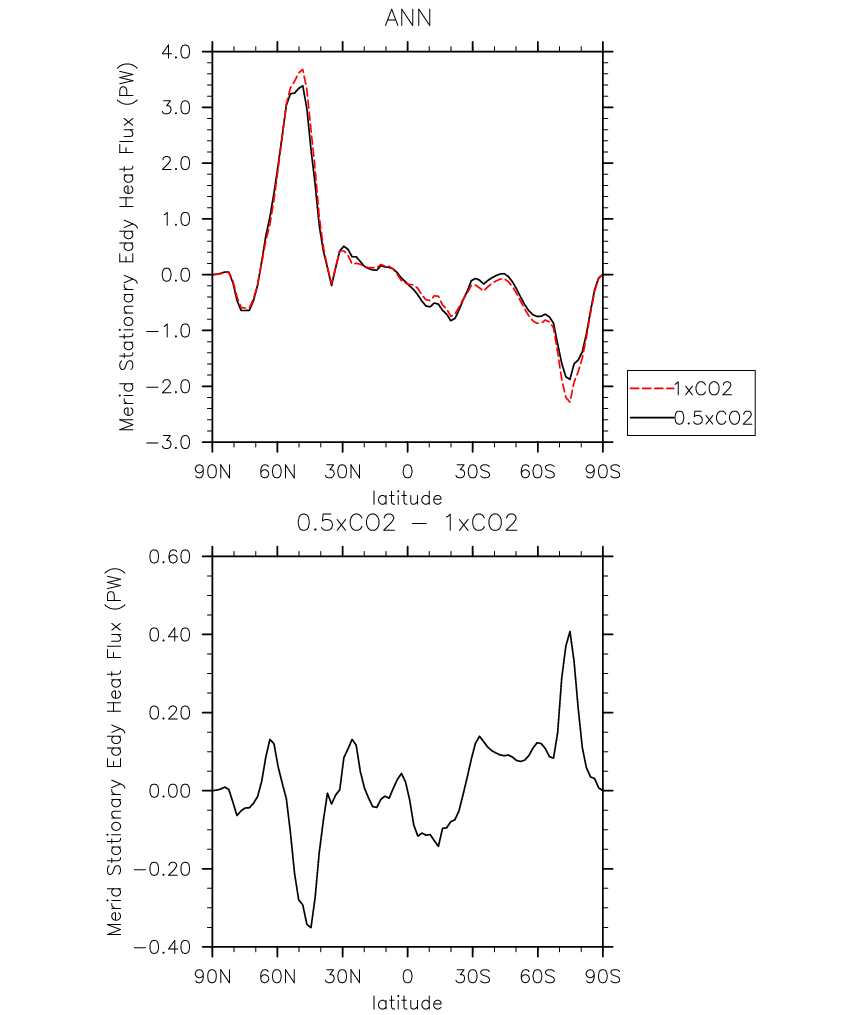 ANN
Merid Stationary Eddy Heat Flux (PW)
4.0
3.0
2.0
1.0
0.0
−1.0
−2.0
−3.0
90N 60N 30N 0 30S 60S 90S
latitude
1xCO2
0.5xCO2
0.5xCO2 − 1xCO2
Merid Stationary Eddy Heat Flux (PW)
0.60
0.40
0.20
0.00
−0.20
−0.40
90N 60N 30N 0 30S 60S 90S
latitude